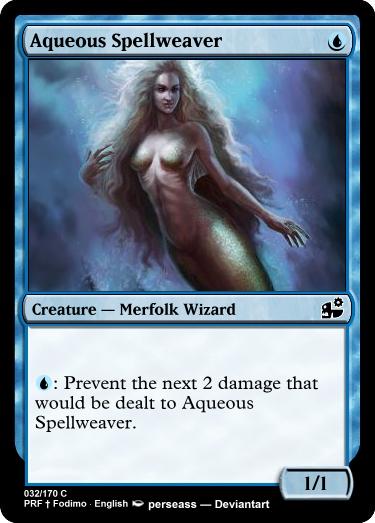 Aqueous Spellweaver
Creature — Merfolk Wizard
: Prevent the next 2 damage that
would be dealt to Aqueous
Spellweaver.
1/1
032/170 C
PRF † Fodimo · English perseass — Deviantart